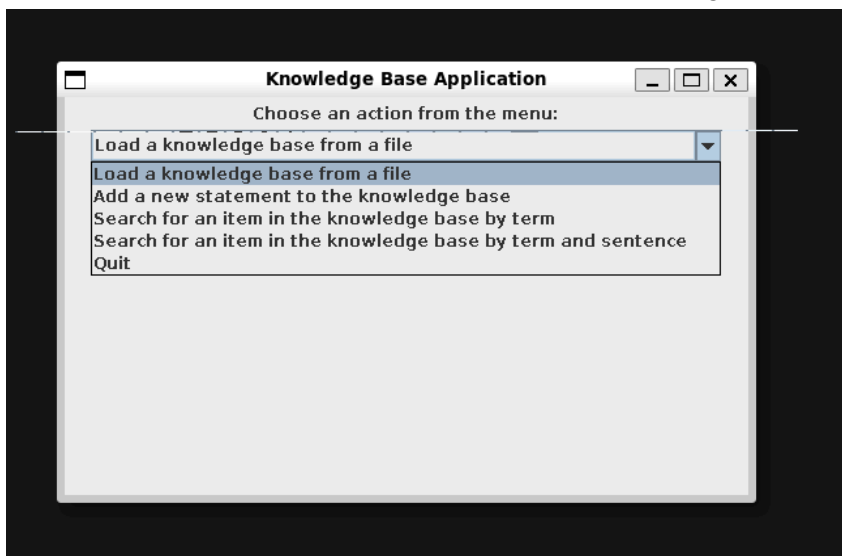 Knowledge Base Application
Choose an action from the menu:
Load a knowledge base from a file
Load a knowledge base from a file
Add a new statement to the knowledge base
Search for an item in the knowledge base by term
Search for an item in the knowledge base by term and sentence
Quit